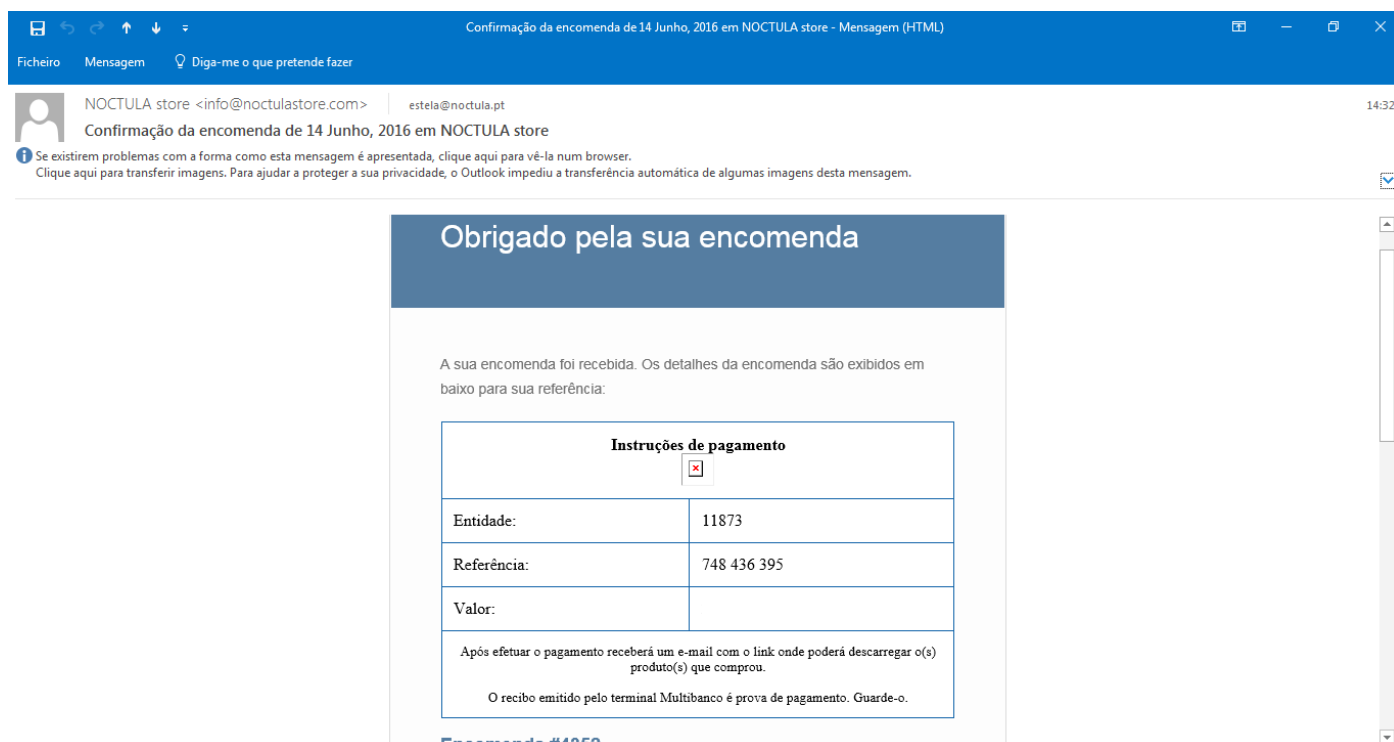 Confirmação da encomenda de 14 Junho, 2016 em NOCTULA store - Mensagem (HTML)
Ficheiro Mensagem Diga-me o que pretende fazer
NOCTULA store <info@noctulastore.com> estela@noctula.pt 14:32
Confirmação da encomenda de 14 Junho, 2016 em NOCTULA store
Se existirem problemas com a forma como esta mensagem é apresentada, clique aqui para vê-la num browser.
Clique aqui para transferir imagens. Para ajudar a proteger a sua privacidade, o Outlook impediu a transferência automática de algumas imagens desta mensagem.
Obrigado pela sua encomenda
A sua encomenda foi recebida. Os detalhes da encomenda são exibidos em
baixo para sua referência:
Instruções de pagamento
Entidade: 11873
Referência: 748 436 395
Valor:
Após efetuar o pagamento receberá um e-mail com o link onde poderá descarregar o(s)
produto(s) que comprou.
O recibo emitido pelo terminal Multibanco é prova de pagamento. Guarde-o.